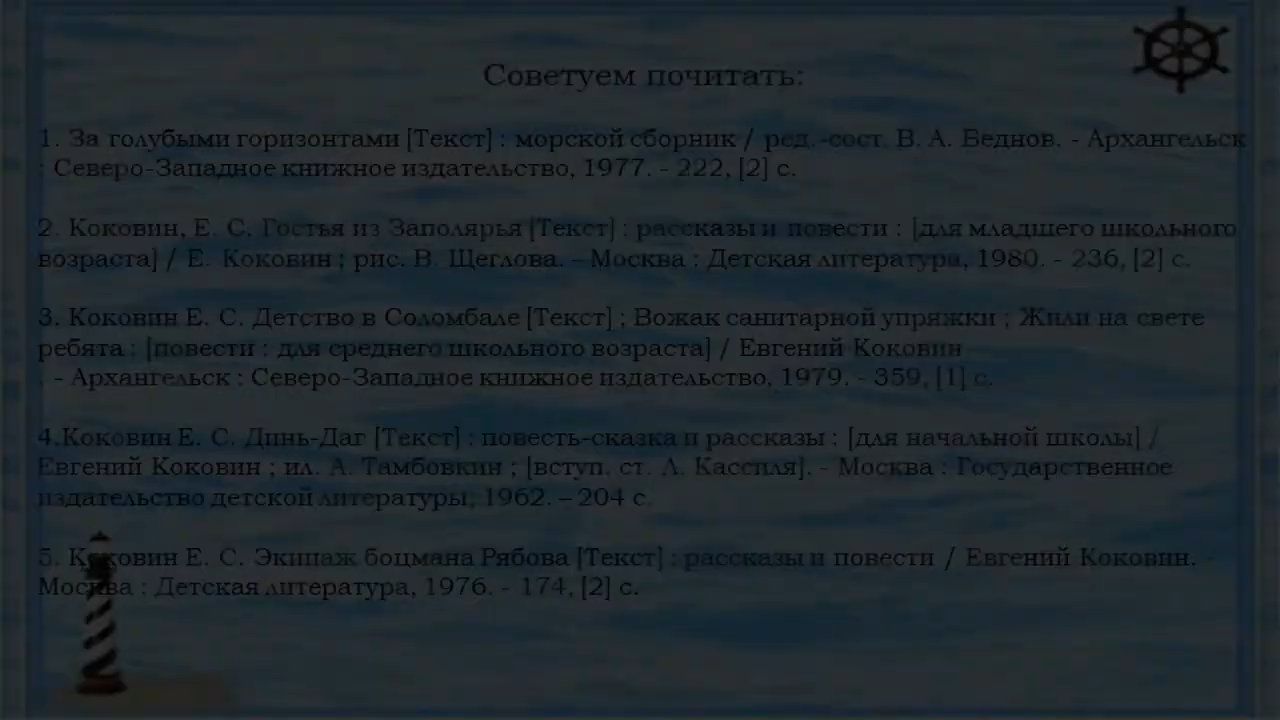 Советуем почитать:
1. За голубыми горизонтами [Текст] : морской сборник / ред.-сост. В. А. Беднов. - Архангельск
: Северо-Западное книжное издательство, 1977. - 222, [2] с.
2. Коковин, Е. С. Гостья из Заполярья [Текст] : рассказы и повести : [для младшего школьного
возраста] / Е. Коковин ; рис. В. Щеглова. – Москва : Детская литература, 1980. - 236, [2] с.
3. Коковин Е. С. Детство в Соломбале [Текст] ; Вожак санитарной упряжки ; Жили на свете
ребята : [повести : для среднего школьного возраста] / Евгений Коковин
. - Архангельск : Северо-Западное книжное издательство, 1979. - 359, [1] с.
4.Коковин Е. С. Динь-Даг [Текст] : повесть-сказка и рассказы : [для начальной школы] /
Евгений Коковин ; ил. А. Тамбовкин ; [вступ. ст. Л. Кассиля]. - Москва : Государственное
издательство детской литературы, 1962. – 204 с.
5. Коковин Е. С. Экипаж боцмана Рябова [Текст] : рассказы и повести / Евгений Коковин. -
Москва : Детская литература, 1976. - 174, [2] с.